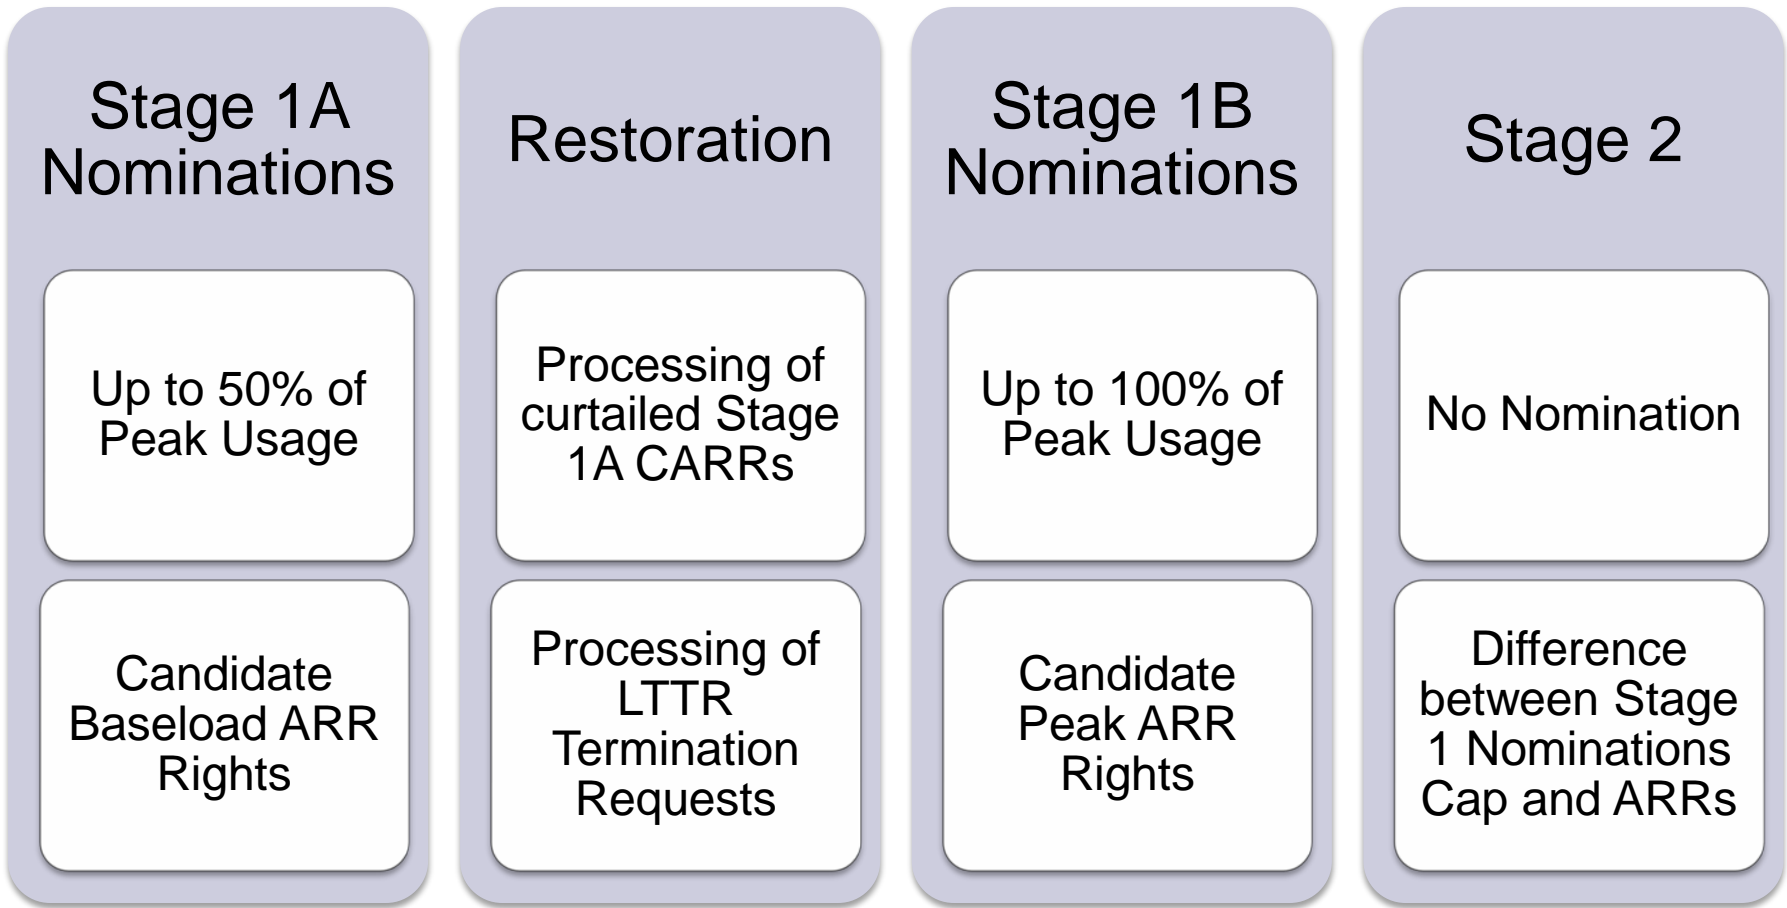 Stage 1A
Nominations
Up to 50% of
Peak Usage
Candidate
Baseload ARR
Rights
Restoration
Processing of
curtailed Stage
1A CARRs
Processing of
LTTR
Termination
Requests
Stage 1B
Nominations
Up to 100% of
Peak Usage
Candidate
Peak ARR
Rights
Stage 2
No Nomination
Difference
between Stage
1 Nominations
Cap and ARRs